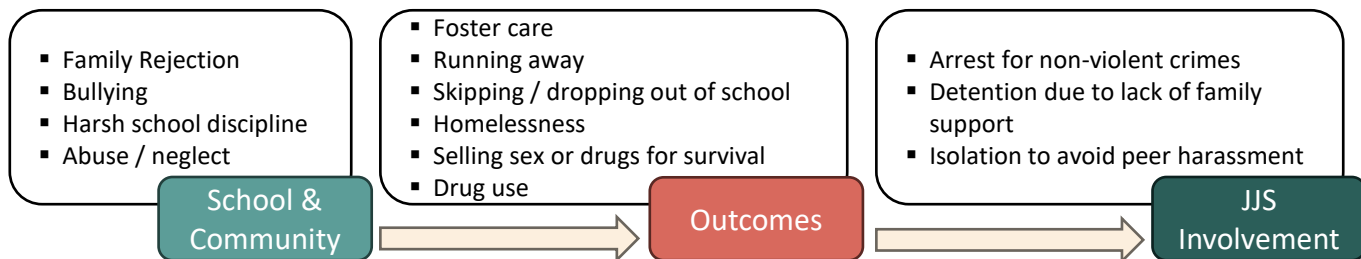 ▪ Family Rejection
▪ Bullying
▪ Harsh school discipline
▪ Abuse / neglect
School &
Community
▪ Foster care
▪ Running away
▪ Skipping / dropping out of school
▪ Homelessness
▪ Selling sex or drugs for survival
▪ Drug use
Outcomes
▪ Arrest for non-violent crimes
▪ Detention due to lack of family
support
▪ Isolation to avoid peer harassment
JJS
Involvement